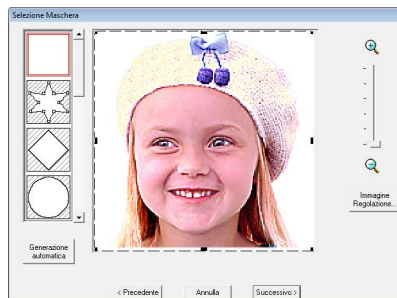 Selezione Maschera
Generazione
automatica
Immagine
Regolazione...
< Precedente
Annulla
Successivo >